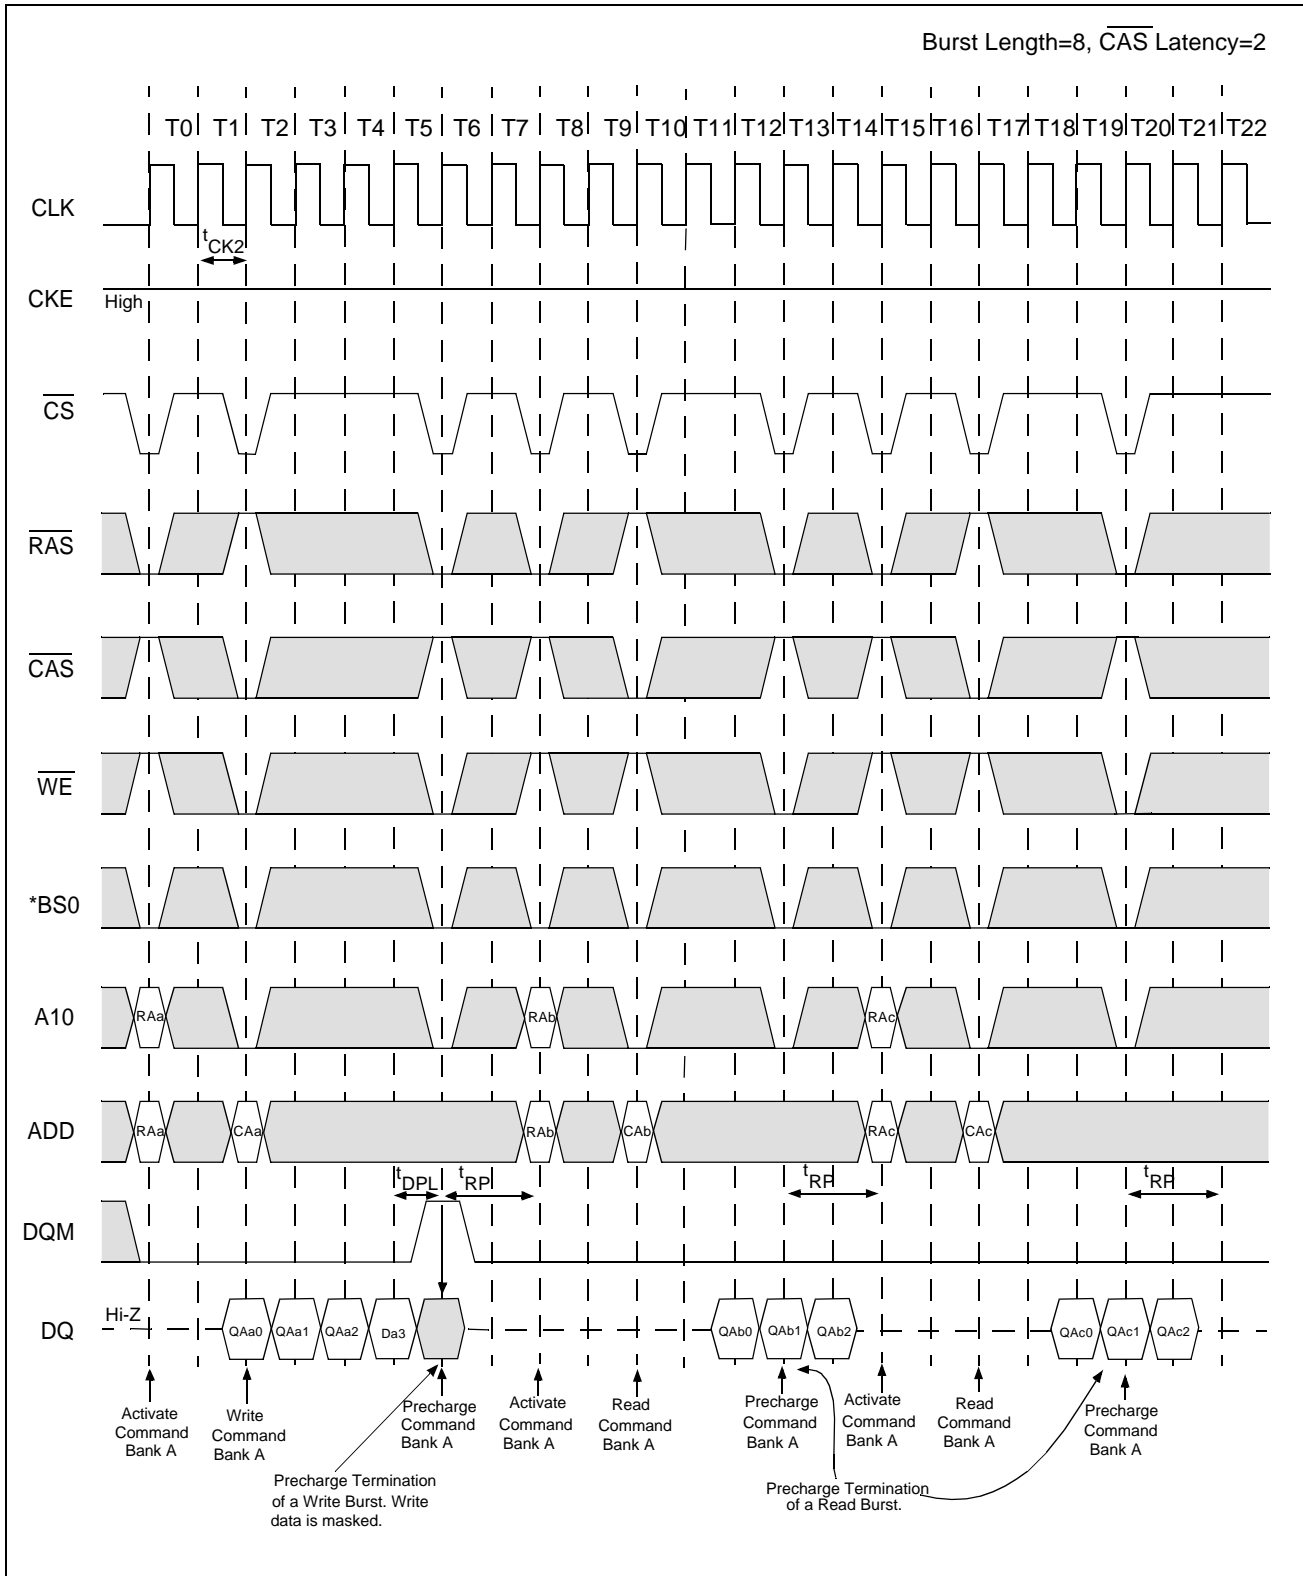 Burst Length=8, CAS Latency=2
T0 T1 T2 T3 T4 T5 T6 T7 T8 T9 T10 T11 T12 T13 T14 T15 T16 T17 T18 T19 T20 T21 T22
CLK
tCK2
CKE High
CS
RAS
CAS
WE
*BS0
A10 RAa RAb RAc
ADD RAa CAa RAb CAb RAc CAc
tDPL tRP tRP tRP
DQM
DQ Hi-Z QAa0 QAa1 QAa2 Da3 QAb0 QAb1 QAb2 QAc0 QAc1 QAc2
Activate
Command
Bank A
Write
Command
Bank A
Precharge
Command
Bank A
Activate
Command
Bank A
Read
Command
Bank A
Precharge
Command
Bank A
Activate
Command
Bank A
Read
Command
Bank A
Precharge
Command
Bank A
Precharge Termination
of a Write Burst. Write
data is masked.
Precharge Termination
of a Read Burst.